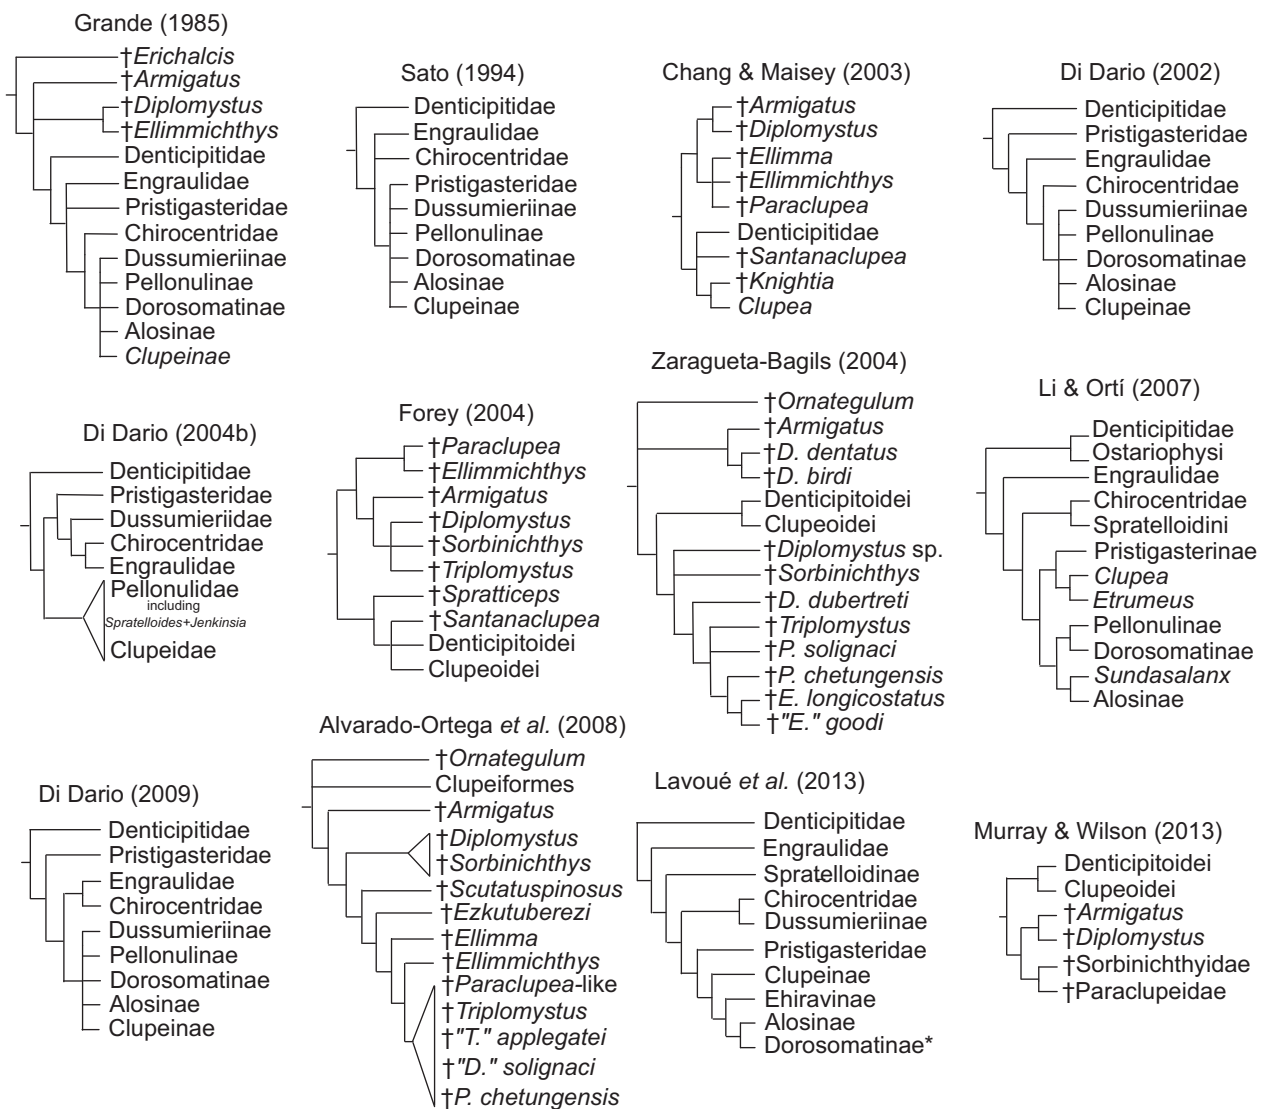 Grande (1985)
†Erichalcis
†Armigatus
†Diplomystus
†Ellimmichthys
Denticipitidae
Engraulidae
Pristigasteridae
Chirocentridae
Dussumieriinae
Pellonulinae
Dorosomatinae
Alosinae
Clupeinae
Sato (1994)
Denticipitidae
Engraulidae
Chirocentridae
Pristigasteridae
Dussumieriinae
Pellonulinae
Dorosomatinae
Alosinae
Clupeinae
Chang & Maisey (2003)
†Armigatus
†Diplomystus
†Ellimma
†Ellimmichthys
†Paraclupea
Denticipitidae
†Santanaclupea
†Knightia
Clupea
Di Dario (2002)
Denticipitidae
Pristigasteridae
Engraulidae
Chirocentridae
Dussumieriinae
Pellonulinae
Dorosomatinae
Alosinae
Clupeinae
Di Dario (2004b)
Denticipitidae
Pristigasteridae
Dussumieriidae
Chirocentridae
Engraulidae
Pellonulidae
including
Spratelloides+Jenkinsia
Clupeidae
Forey (2004)
†Paraclupea
†Ellimmichthys
†Armigatus
†Diplomystus
†Sorbinichthys
†Triplomystus
†Spratticeps
†Santanaclupea
Denticipitoidei
Clupeoidei
Zaragueta-Bagils (2004)
†Ornategulum
†Armigatus
†D. dentatus
†D. birdi
Denticipitoidei
Clupeoidei
†Diplomystus sp.
†Sorbinichthys
†D. dubertreti
†Triplomystus
†P. solignaci
†P. chetungensis
†E. longicostatus
†"E." goodi
Li & Ortí (2007)
Denticipitidae
Ostariophysi
Engraulidae
Chirocentridae
Spratelloidini
Pristigasterinae
Clupea
Etrumeus
Pellonulinae
Dorosomatinae
Sundasalanx
Alosinae
Di Dario (2009)
Denticipitidae
Pristigasteridae
Engraulidae
Chirocentridae
Dussumieriinae
Pellonulinae
Dorosomatinae
Alosinae
Clupeinae
Alvarado-Ortega et al. (2008)
†Ornategulum
Clupeiformes
†Armigatus
†Diplomystus
†Sorbinichthys
†Scutatuspinosus
†Ezkutuberezi
†Ellimma
†Ellimmichthys
†Paraclupea-like
†Triplomystus
†"T." applegatei
†"D." solignaci
†P. chetungensis
Lavoué et al. (2013)
Denticipitidae
Engraulidae
Spratelloidinae
Chirocentridae
Dussumieriinae
Pristigasteridae
Clupeinae
Ehiravinae
Alosinae
Dorosomatinae*
Murray & Wilson (2013)
Denticipitoidei
Clupeoidei
†Armigatus
†Diplomystus
†Sorbinichthyidae
†Paraclupeidae